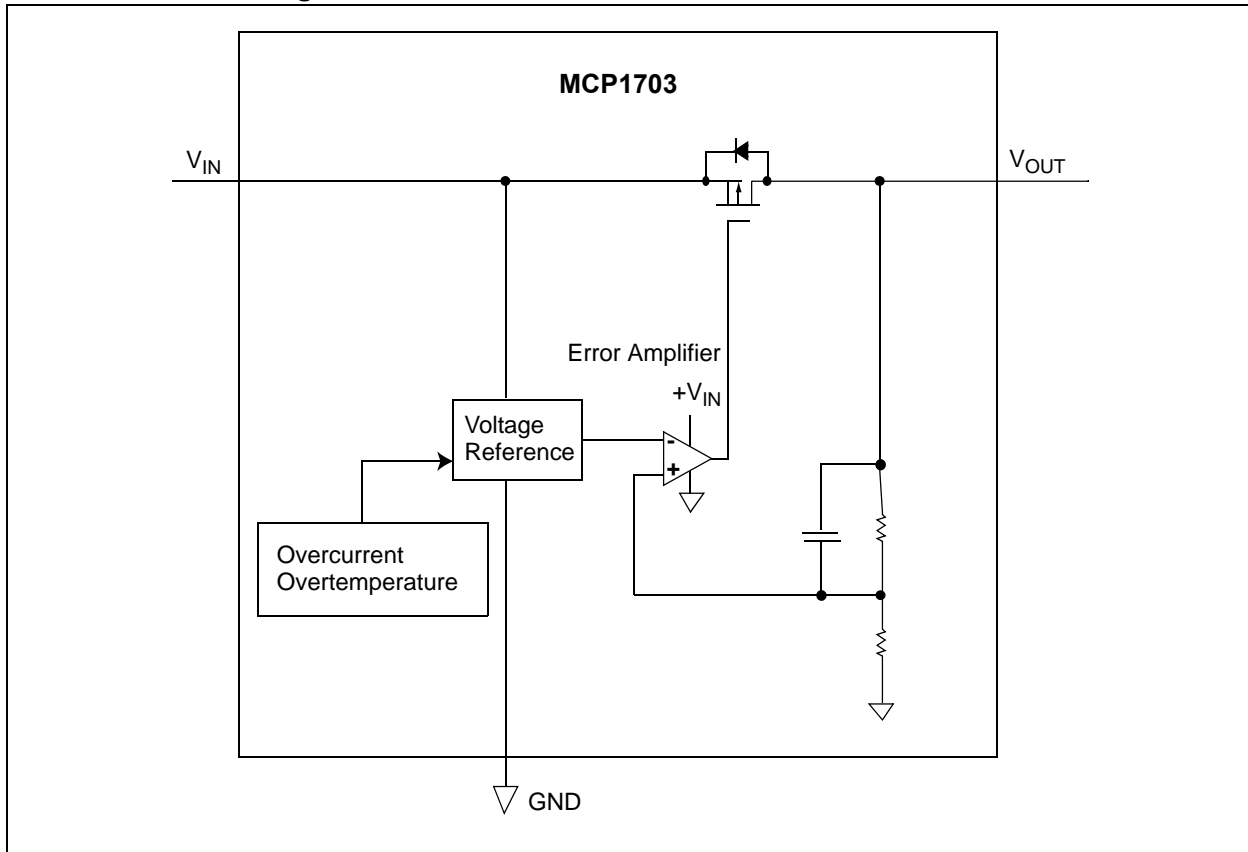 MCP1703
VIN
VOUT
Error Amplifier
+VIN
Voltage
Reference
-
+
Overcurrent
Overtemperature
GND